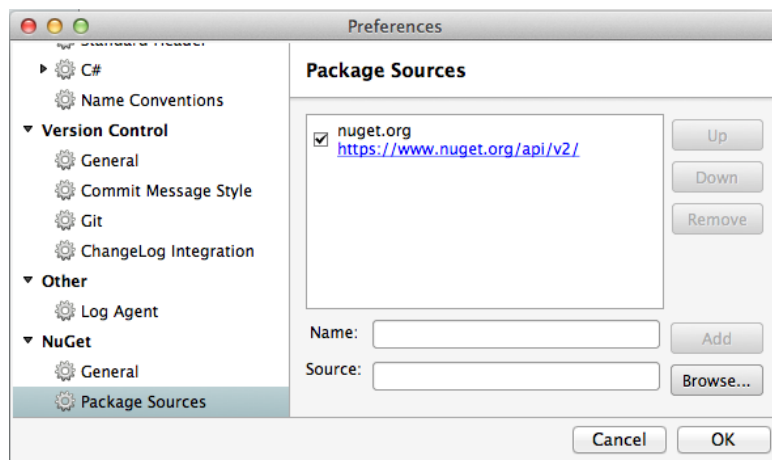 Preferences
Standard Header
C#
Name Conventions
Version Control
General
Commit Message Style
Git
ChangeLog Integration
Other
Log Agent
NuGet
General
Package Sources
Package Sources
nuget.org
https://www.nuget.org/api/v2/
Up
Down
Remove
Name:
Add
Source:
Browse...
Cancel
OK